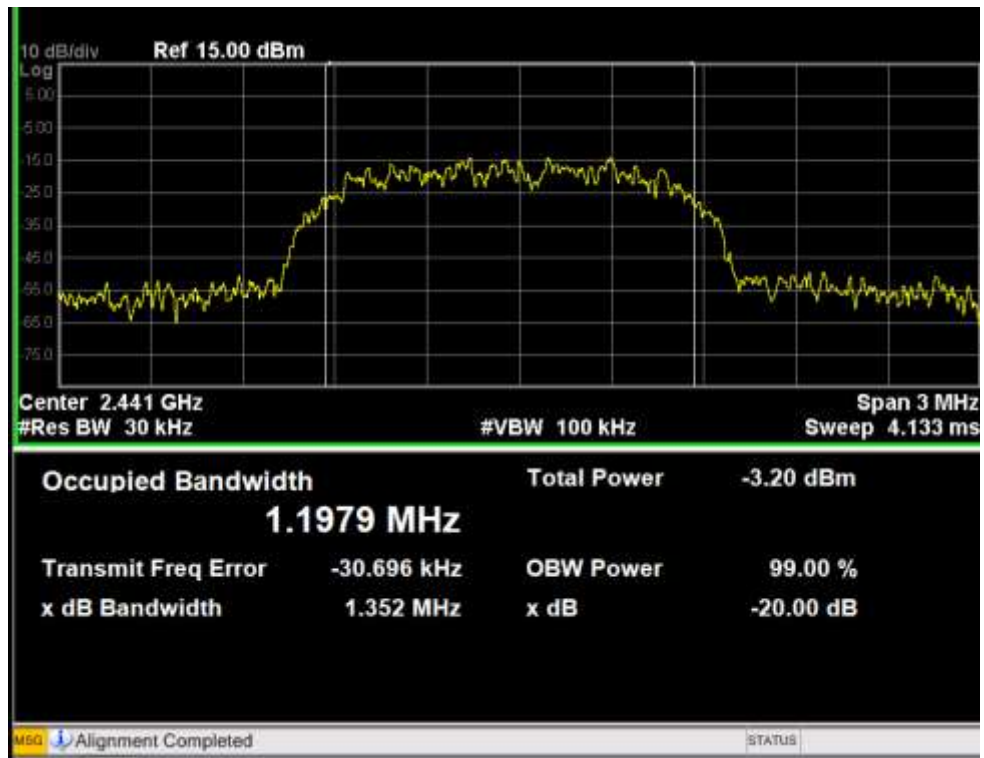 10 dB/div Ref 15.00 dBm
Log
5.00
-5.00
-15.0
-25.0
-35.0
-45.0
-55.0
-65.0
-75.0
Center 2.441 GHz Span 3 MHz
#Res BW 30 kHz #VBW 100 kHz Sweep 4.133 ms
Occupied Bandwidth Total Power -3.20 dBm
1.1979 MHz
Transmit Freq Error -30.696 kHz OBW Power 99.00 %
x dB Bandwidth 1.352 MHz x dB -20.00 dB
MSG Alignment Completed STATUS